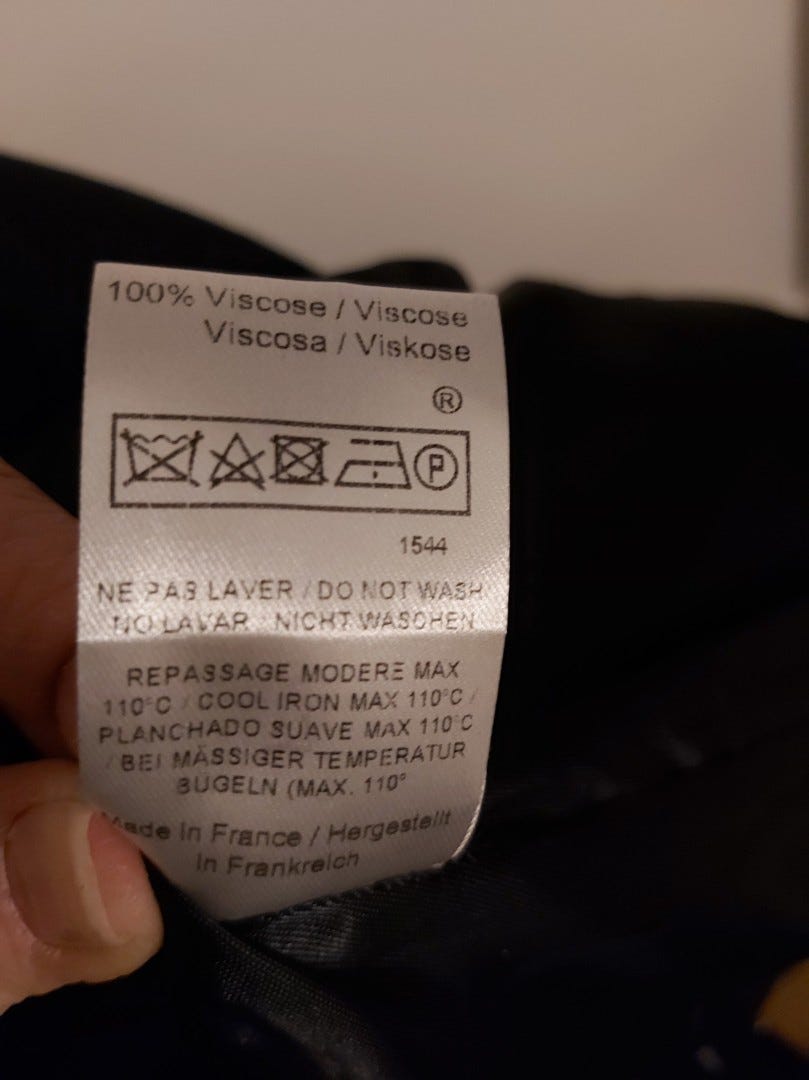 100% Viscose / Viscose
Viscosa / Viskose
®
P
1544
NE PAS LAVER / DO NOT WASH
NO LAVAR NICHT WASCHEN
REPASSAGE MODERE MAX
110°C / COOL IRON MAX 110°C /
PLANCHADO SUAVE MAX 110°C
/ BEI MÄSSIGER TEMPERATUR
BÜGELN (MAX. 110°
Made in France / Hergestellt
in Frankreich